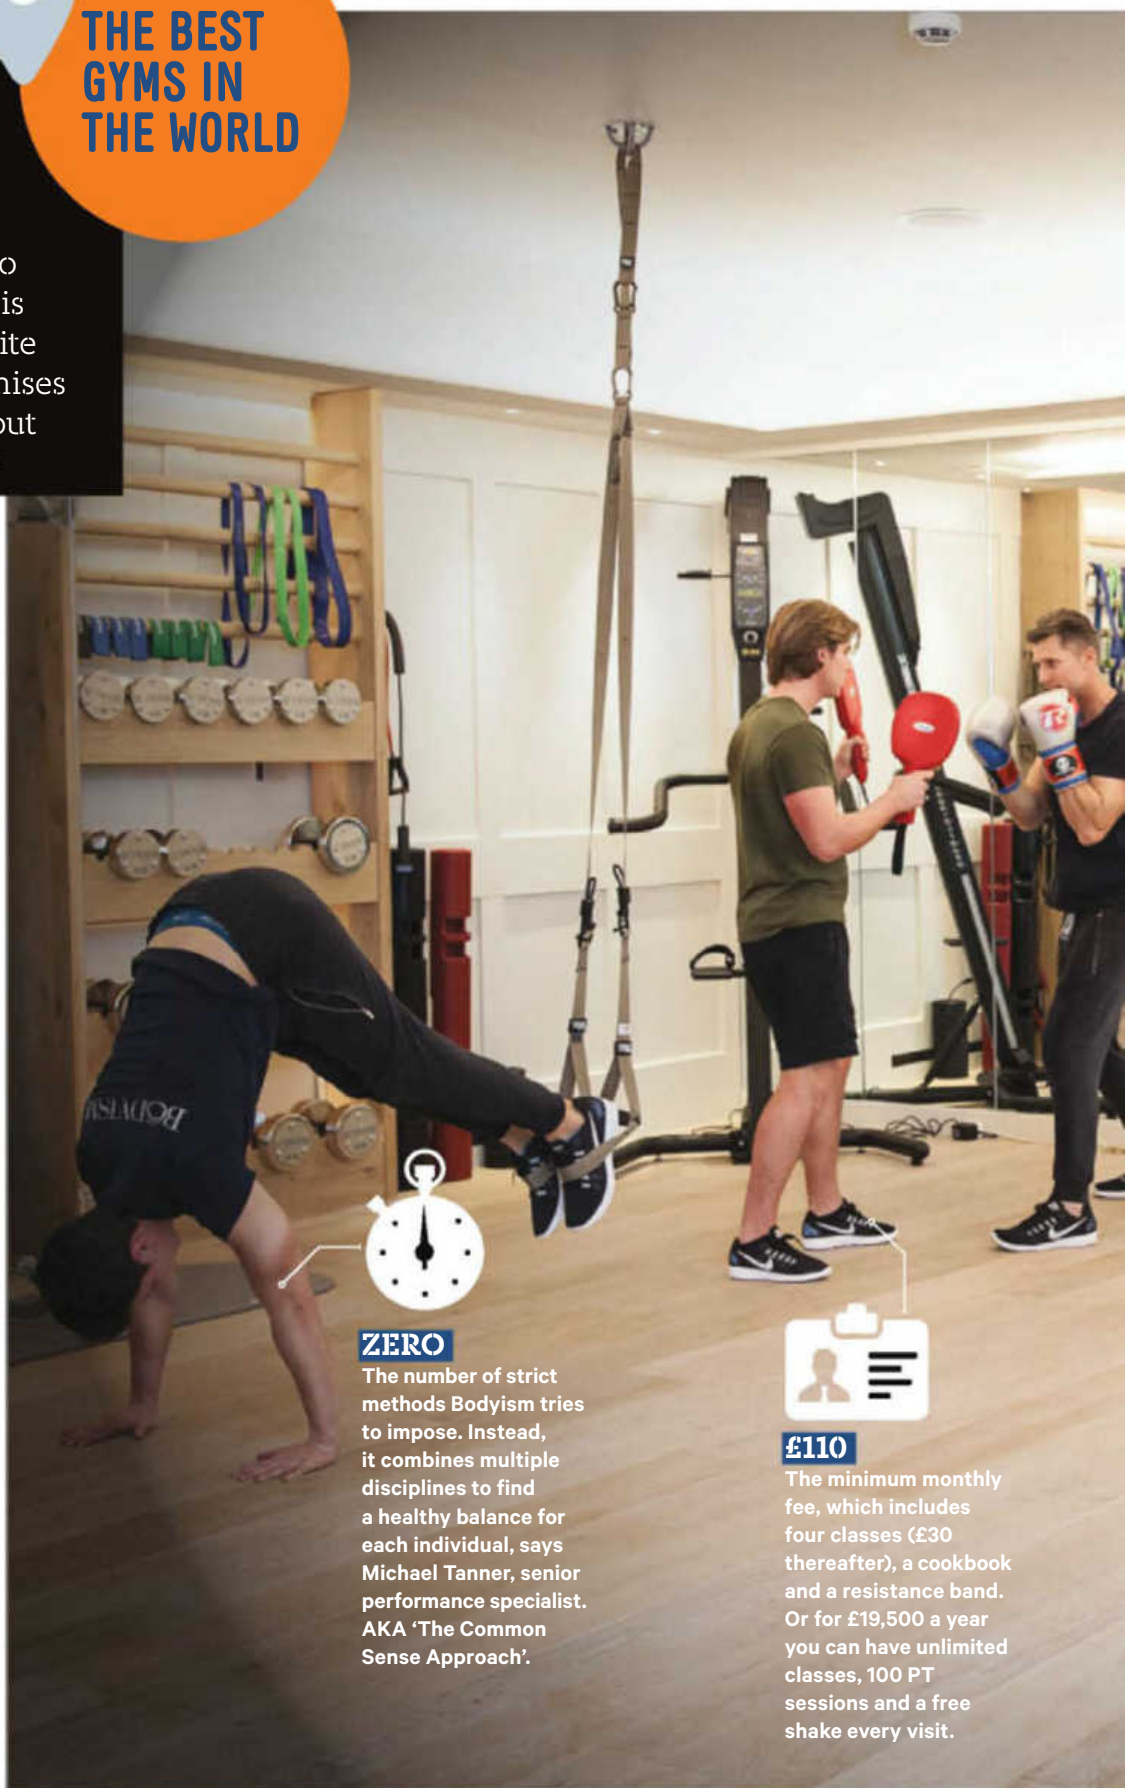 THE BEST
GYMS IN
THE WORLD
o
is
ite
nises
out
BODYISM
ZERO
The number of strict
methods Bodyism tries
to impose. Instead,
it combines multiple
disciplines to find
a healthy balance for
each individual, says
Michael Tanner, senior
performance specialist.
AKA ‘The Common
Sense Approach’.
£110
The minimum monthly
fee, which includes
four classes (£30
thereafter), a cookbook
and a resistance band.
Or for £19,500 a year
you can have unlimited
classes, 100 PT
sessions and a free
shake every visit.